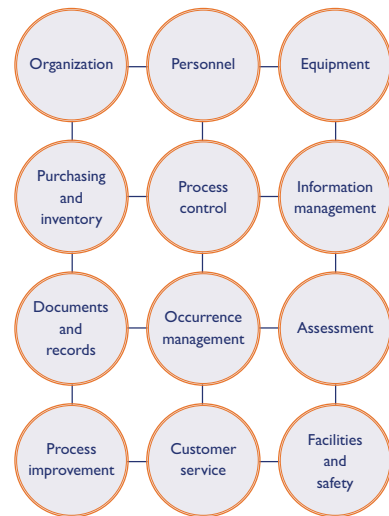 Organization
Personnel
Equipment
Purchasing
and
inventory
Process
control
Information
management
Documents
and
records
Occurrence
management
Assessment
Process
improvement
Customer
service
Facilities
and
safety